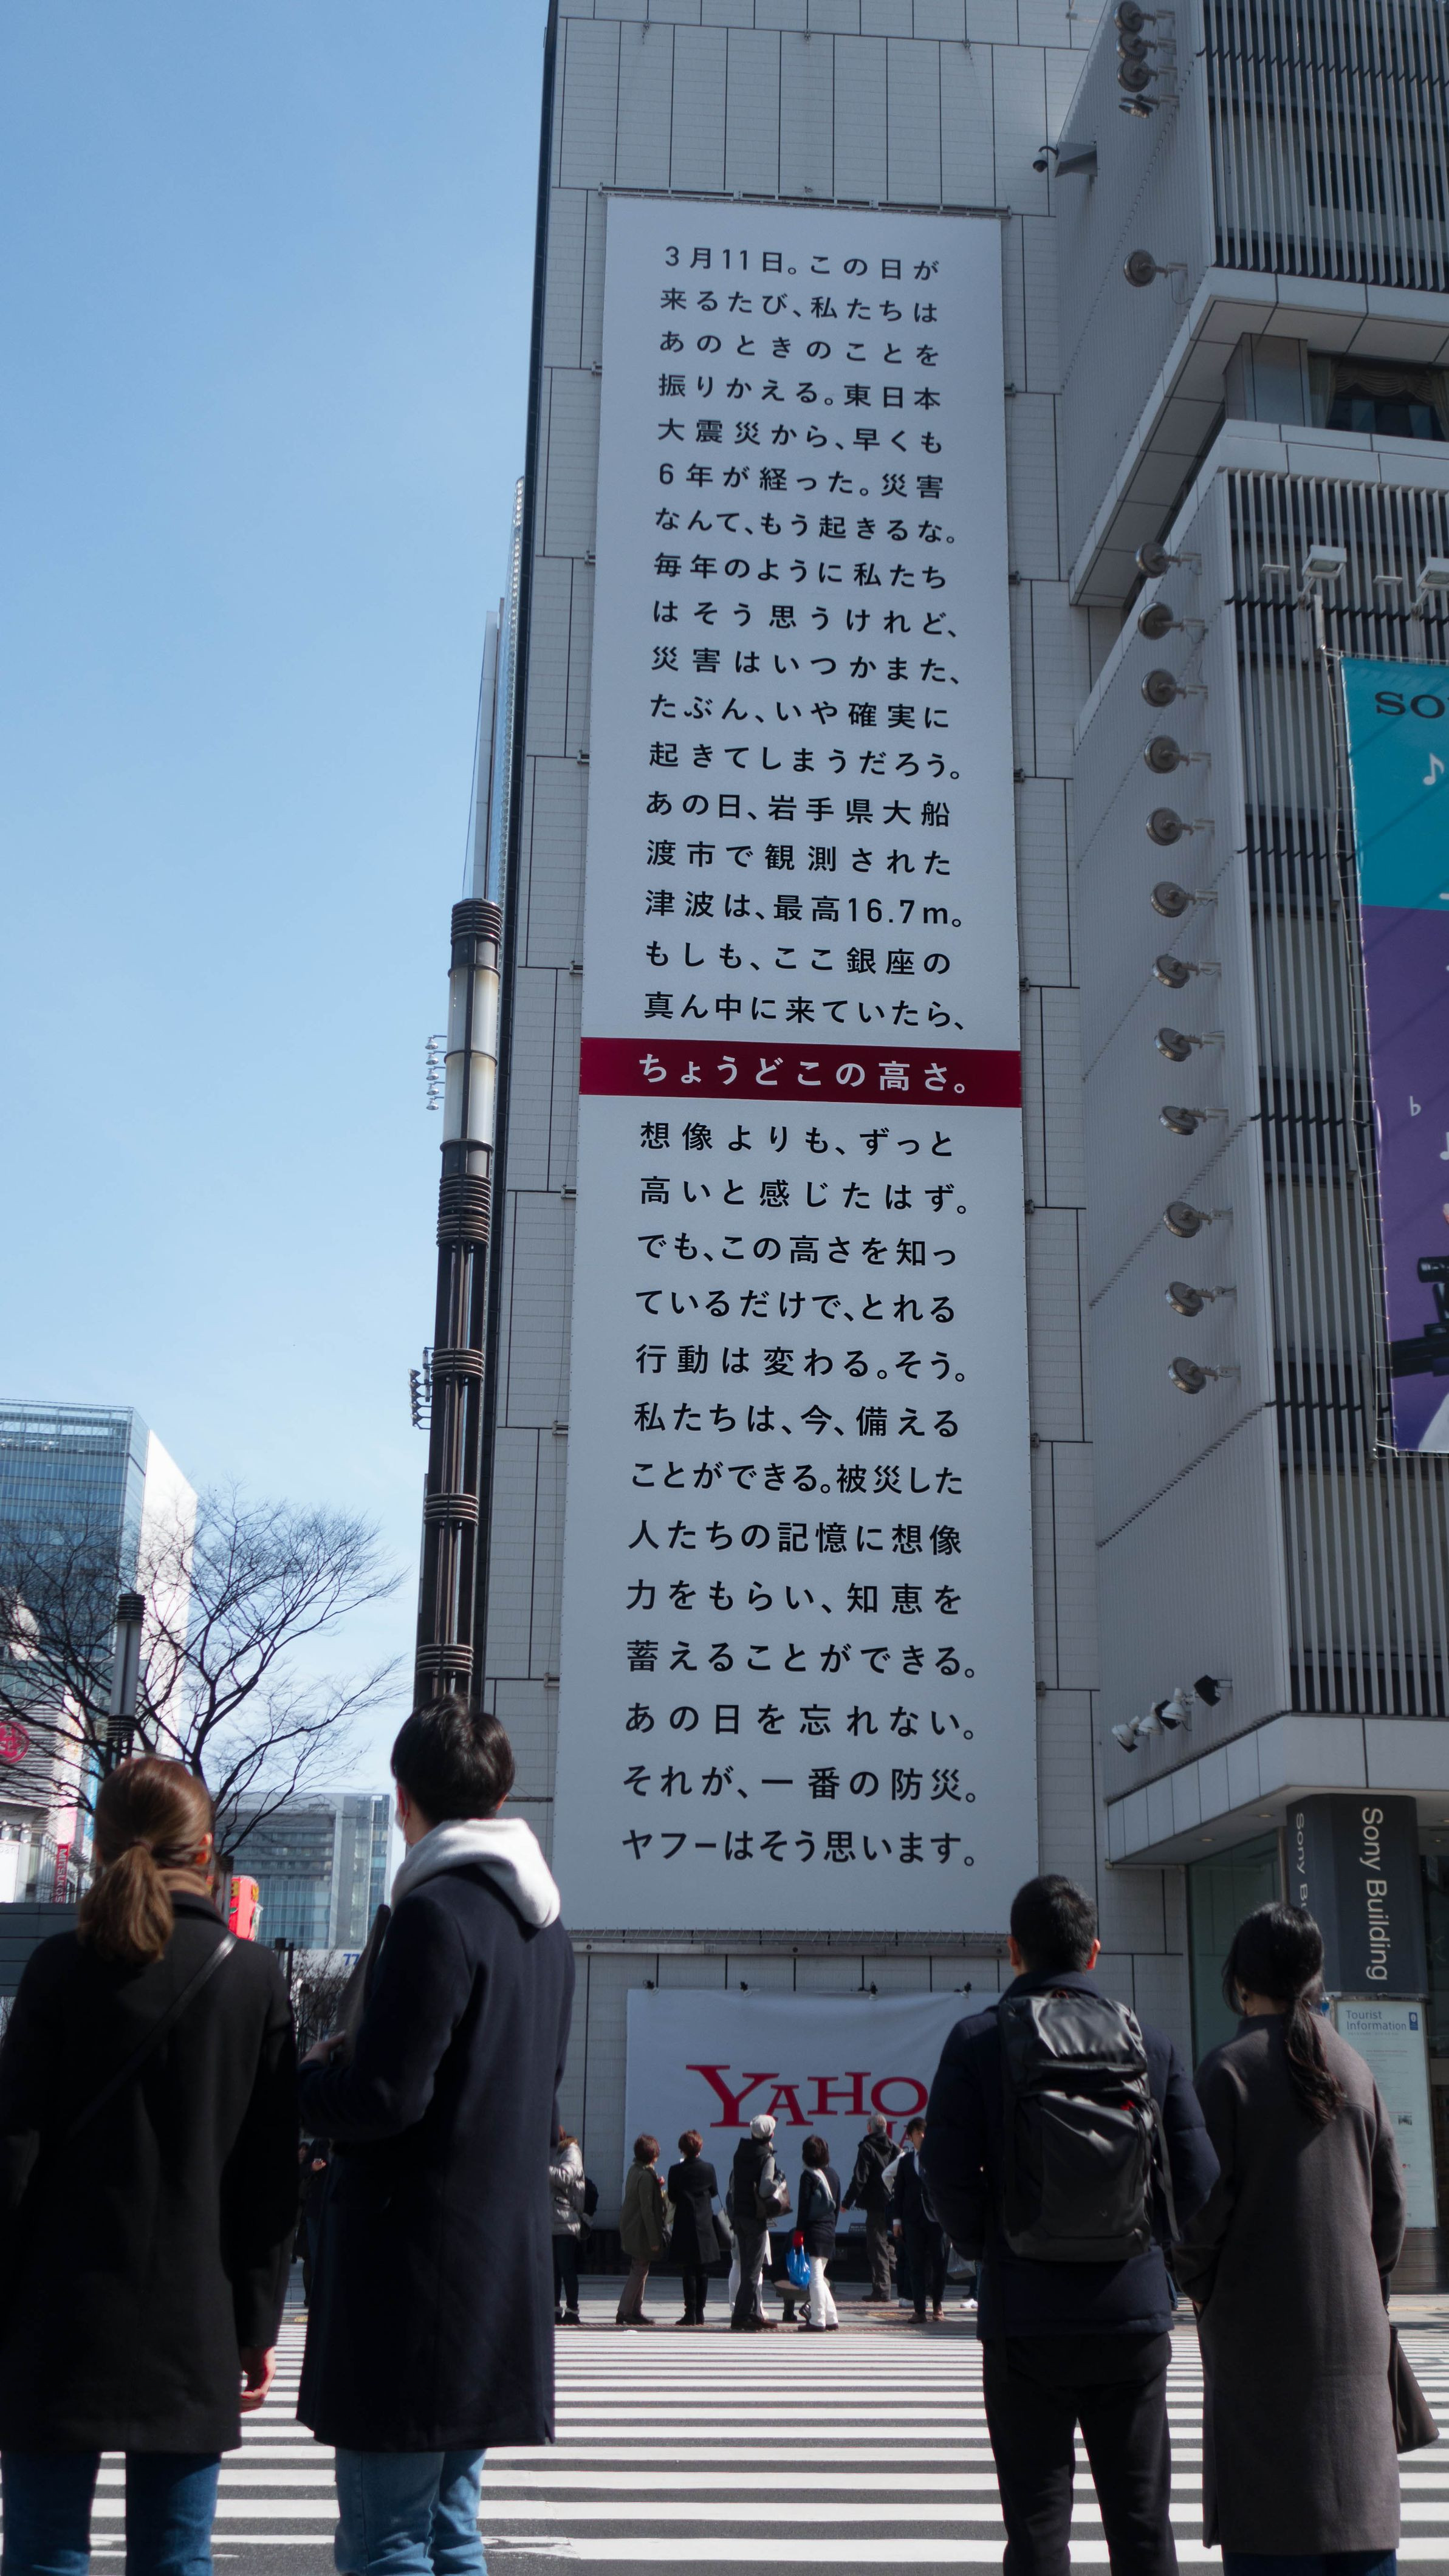 3月11日。この日が
来るたび、私たちは
あのときのことを
振りかえる。東日本
大震災から、早くも
6年が経った。災害
なんて、もう起きるな。
毎年のように私たち
はそう思うけれど、
災害はいつかまた、
たぶん、いや確実に
起きてしまうだろう。
あの日、岩手県大船
渡市で観測された
津波は、最高16.7m。
もしも、ここ銀座の
真ん中に来ていたら、
ちょうどこの高さ。
想像よりも、ずっと
高いと感じたはず。
でも、この高さを知っ
ているだけで、とれる
行動は変わる。そう。
私たちは、今、備える
ことができる。被災した
人たちの記憶に想像
力をもらい、知恵を
蓄えることができる。
あの日を忘れない。
それが、一番の防災。
ヤフーはそう思います。
YAHO
SO
Sony Building
Sony B
Tourist
Information
MITSUKOS
77